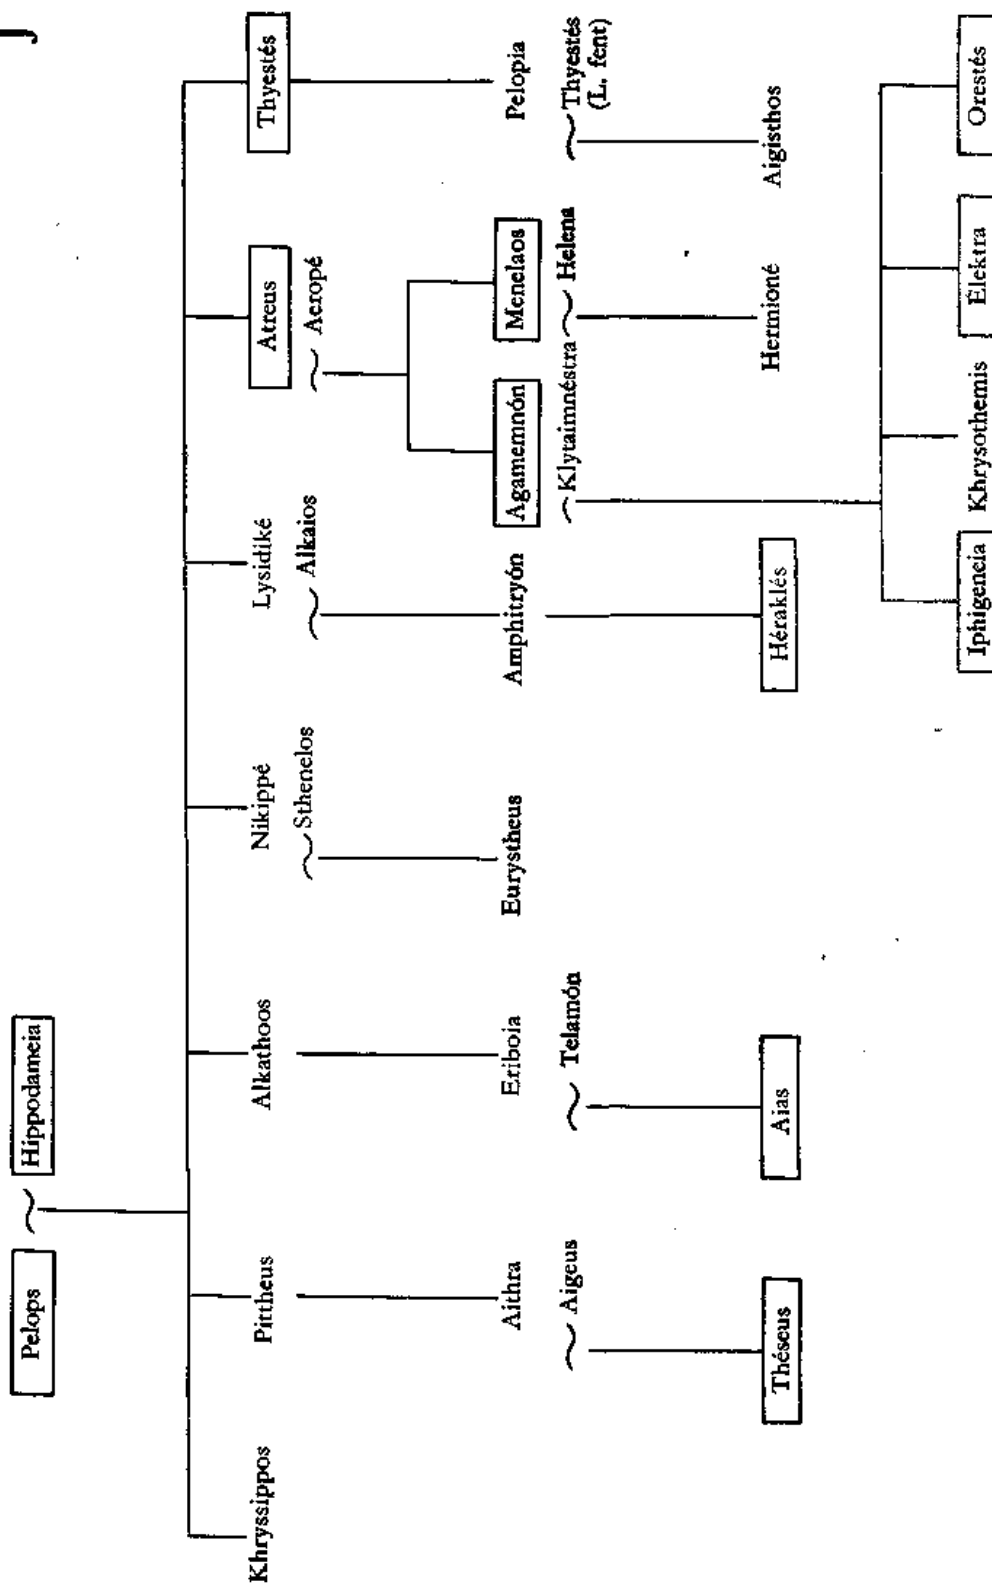 J
Pelops ~ Hippodameia
Khryssippos Pittheus Alkathoos Nikippé Lysidiké Atreus Thyestés
~ Sthenelos ~ Alkaios ~ Aeropé
Aithra Eriboia Eurystheus Amphitryón Agamemnón Menelaos Pelopia
~ Aigeus ~ Telamón ~ Klytaimnéstra ~ Helena ~ Thyestés
(L. fent)
Théseus Aias Héraklés Hermioné Aigisthos
Iphigeneia Khrysothemis Élektra Orestés